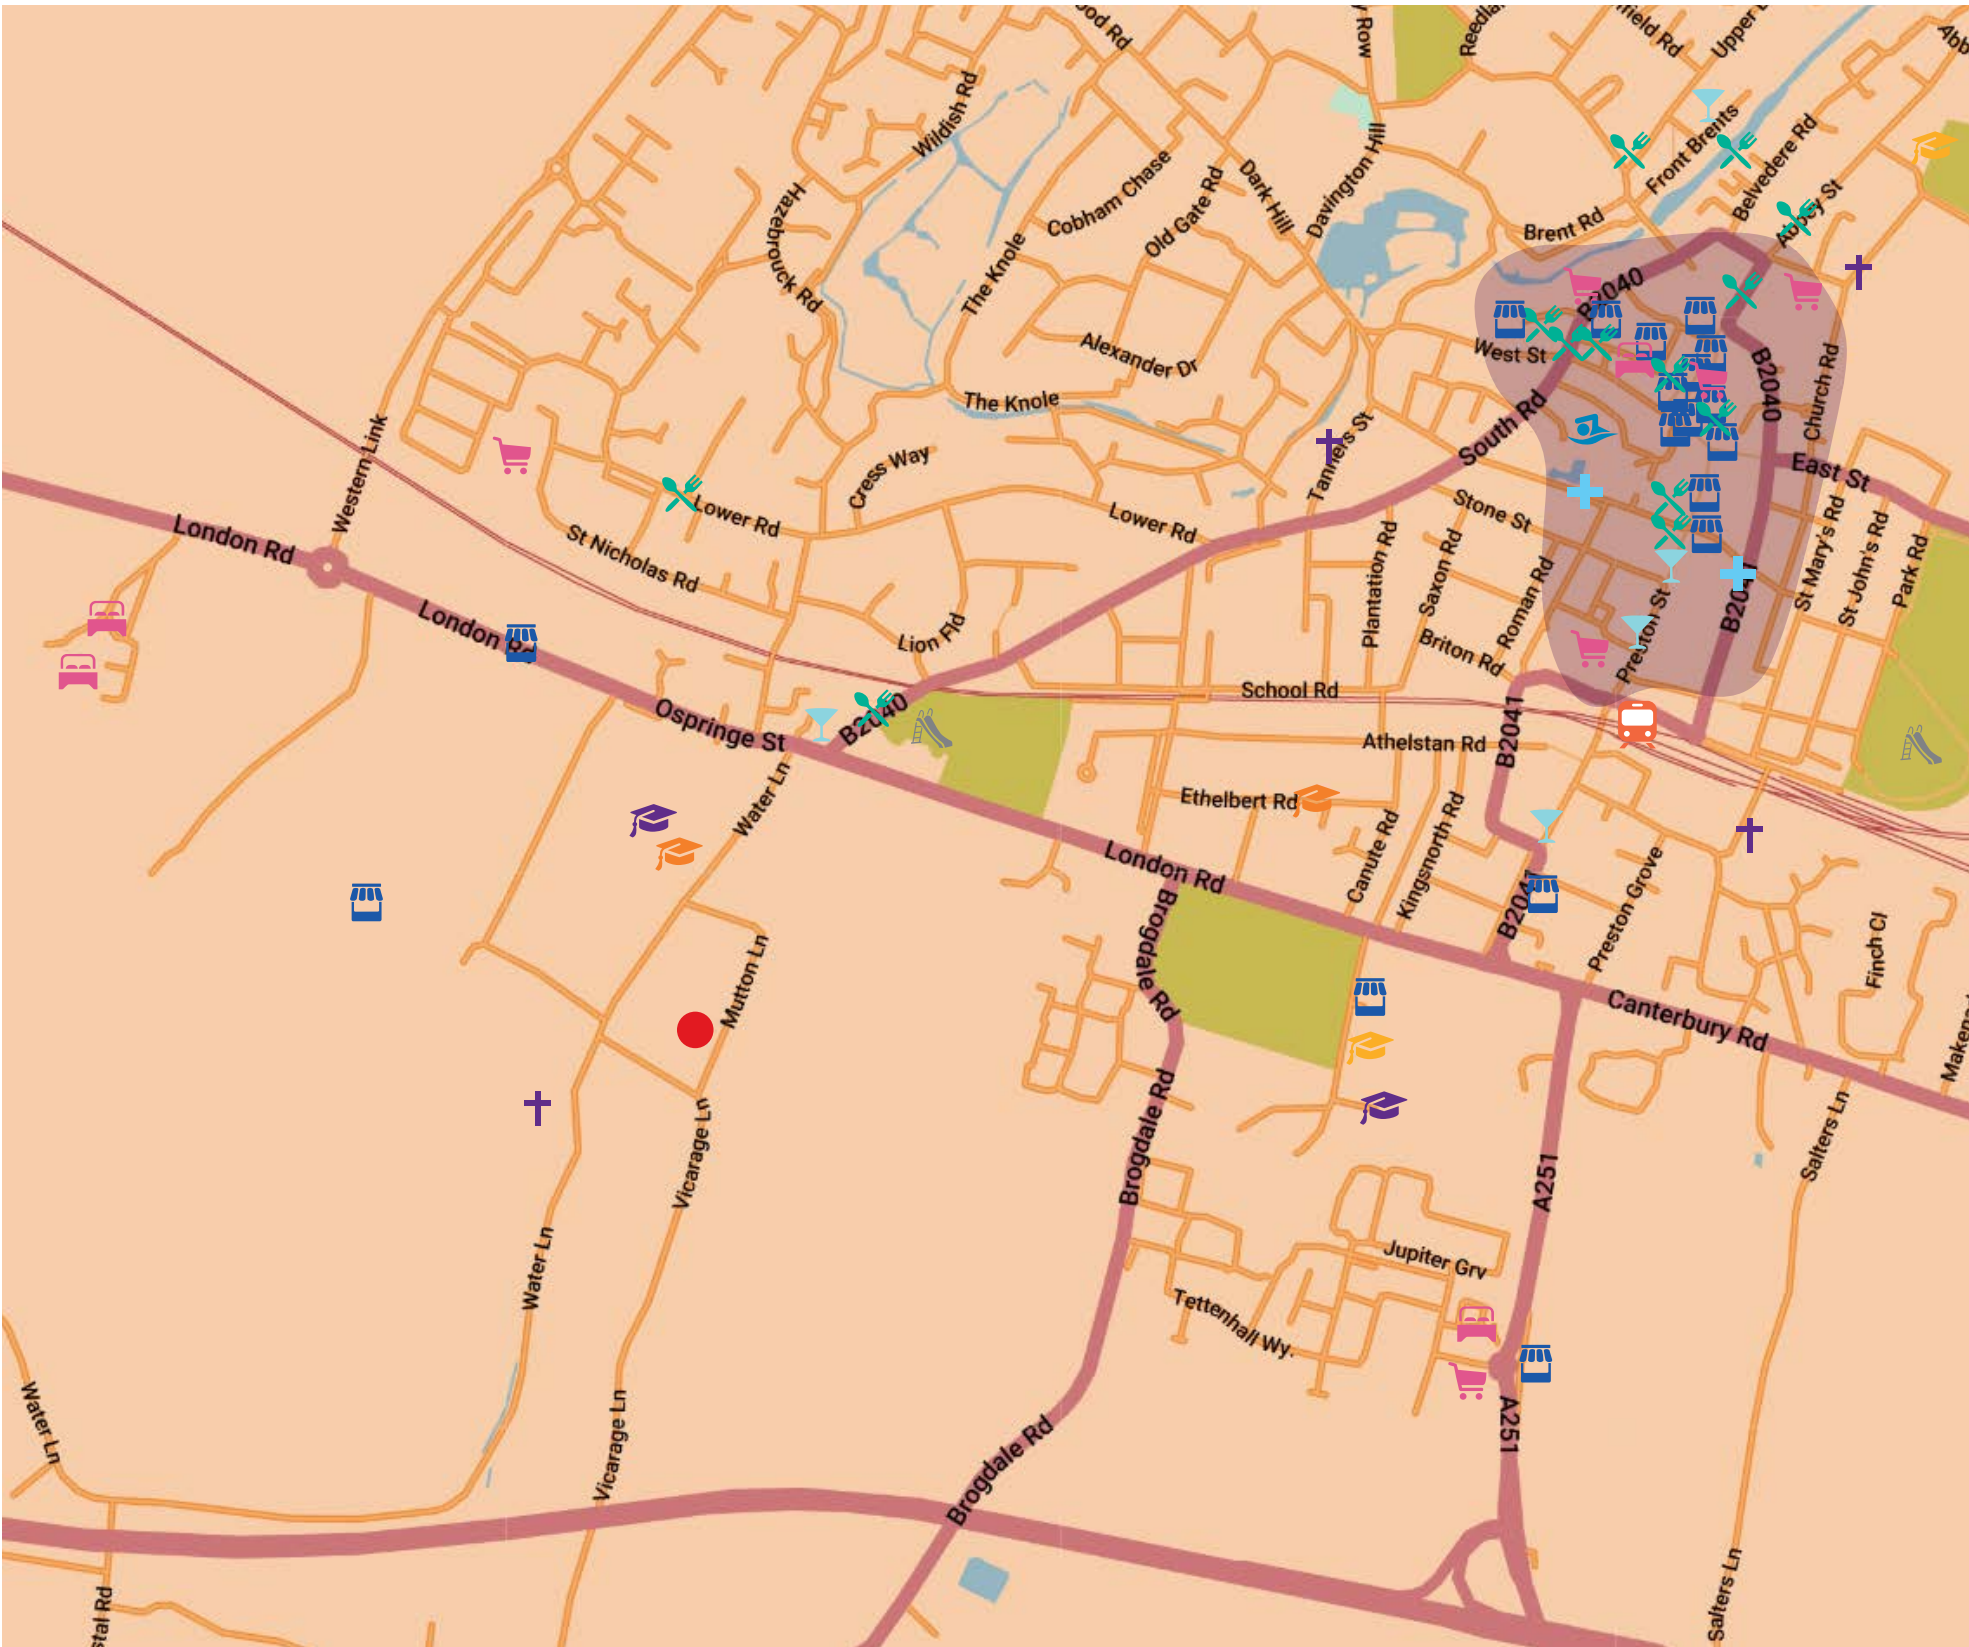 Wildish Rd
Davington Hill
Dark Hill
Cobham Chase
Old Gate Rd
Hazebrouck Rd
The Knole
Front Brents
Belvedere Rd
Abbey St
Brent Rd
B2040
Alexander Dr
West St
B2040
Church Rd
The Knole
South Rd
Western Link
Cress Way
Tanners St
East St
London Rd
Lower Rd
Lower Rd
Stone St
St Nicholas Rd
Plantation Rd
Saxon Rd
Roman Rd
St Mary's Rd
St John's Rd
Park Rd
London Rd
Lion Fld
Briton Rd
Preston St
B2041
School Rd
Ospringe St
B2040
Athelstan Rd
B2041
Water Ln
Ethelbert Rd
London Rd
Canute Rd
Kingsnorth Rd
B2041
Preston Grove
Brogdale Rd
Finch Cl
Mutton Ln
Canterbury Rd
Vicarage Ln
Brogdale Rd
A251
Salters Ln
Water Ln
Jupiter Grv
Tettenhall Wy.
Water Ln
Vicarage Ln
Brogdale Rd
A251
Salters Ln